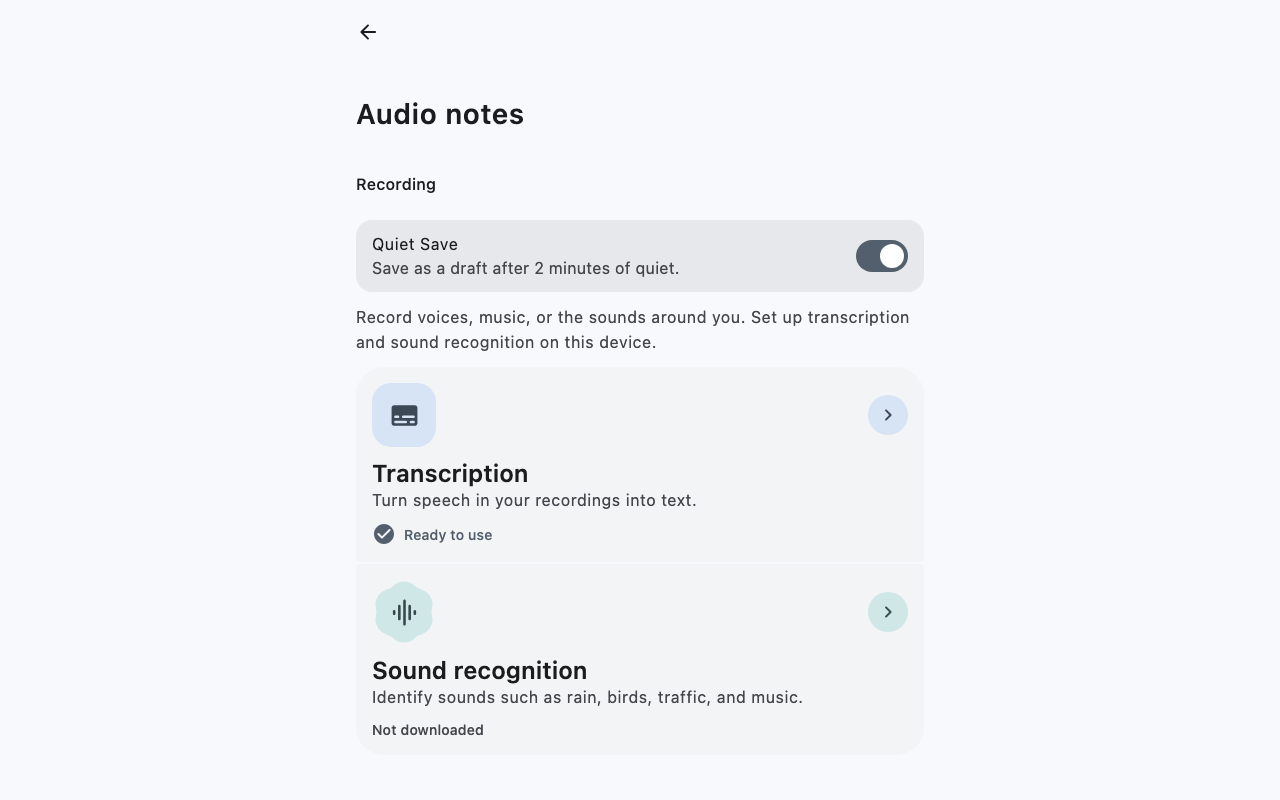 Audio notes
Recording
Quiet Save
Save as a draft after 2 minutes of quiet.
Record voices, music, or the sounds around you. Set up transcription
and sound recognition on this device.
Transcription
Turn speech in your recordings into text.
Ready to use
Sound recognition
Identify sounds such as rain, birds, traffic, and music.
Not downloaded